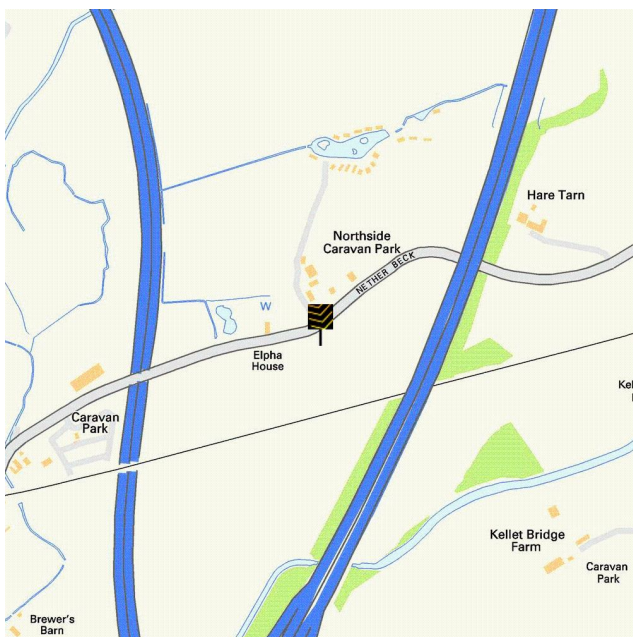 Hare Tarn
Northside
Caravan Park
NETHER BECK
W
Elpha
House
Caravan
Park
Kellet Bridge
Farm
Caravan
Park
Brewer's
Barn